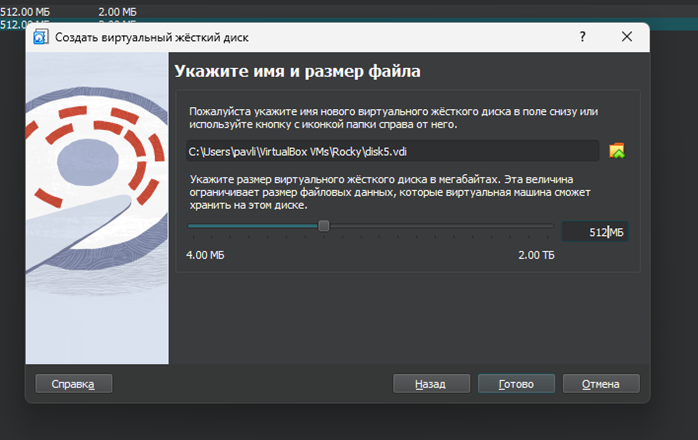 512.00 МБ 2.00 МБ
512.00
Создать виртуальный жёсткий диск ? ✕
Укажите имя и размер файла
Пожалуйста укажите имя нового виртуального жёсткого диска в поле снизу или
используйте кнопку с иконкой папки справа от него.
C:\Users\pavli\VirtualBox VMs\Rocky\disk5.vdi
Укажите размер виртуального жёсткого диска в мегабайтах. Эта величина
ограничивает размер файловых данных, которые виртуальная машина сможет
хранить на этом диске.
512 МБ
4.00 МБ 2.00 ТБ
Справка Назад Готово Отмена